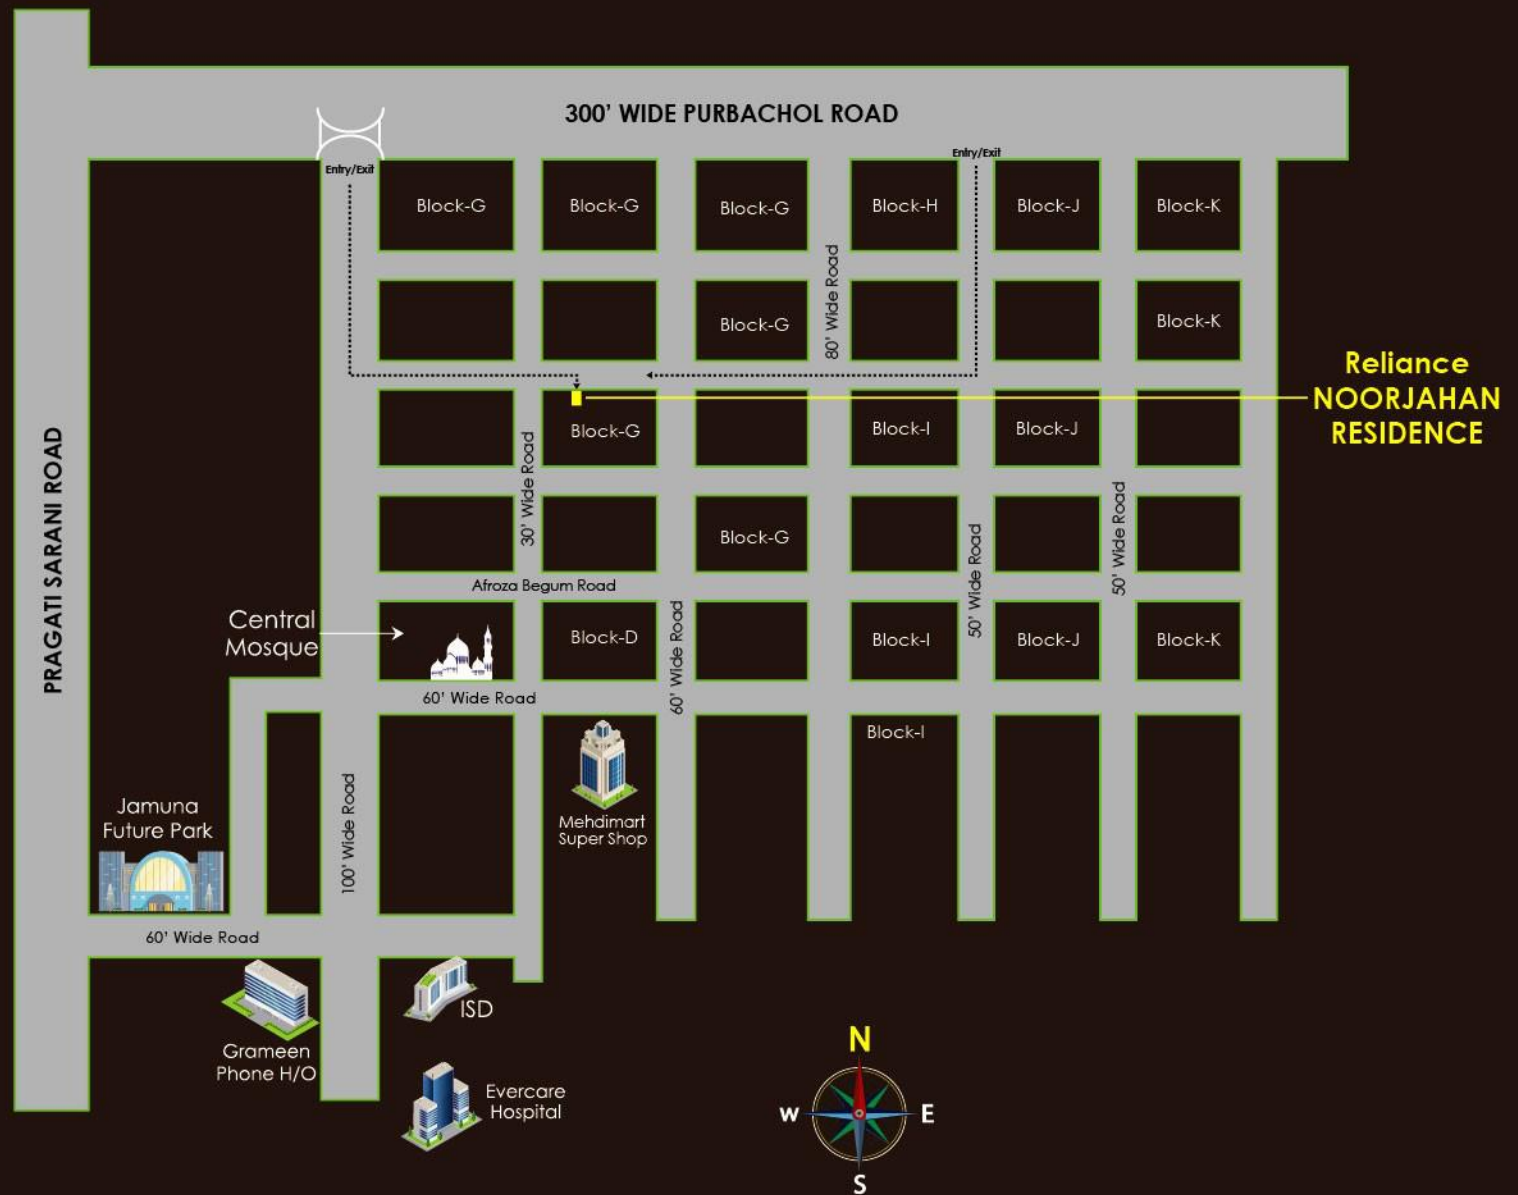 300' WIDE PURBACHOL ROAD
Entry/Exit
Entry/Exit
Block-G
Block-G
Block-G
Block-H
Block-J
Block-K
80' Wide Road
Block-G
Block-K
Reliance
NOORJAHAN
RESIDENCE
PRAGATI SARANI ROAD
30' Wide Road
Block-G
Block-I
Block-J
50' Wide Road
50' Wide Road
Block-G
Afroza Begum Road
Central
Mosque
Block-D
60' Wide Road
Block-I
Block-J
Block-K
60' Wide Road
Block-I
100' Wide Road
Jamuna
Future Park
Mehdimart
Super Shop
60' Wide Road
Grameen
Phone H/O
ISD
Evercare
Hospital
N
W
E
S